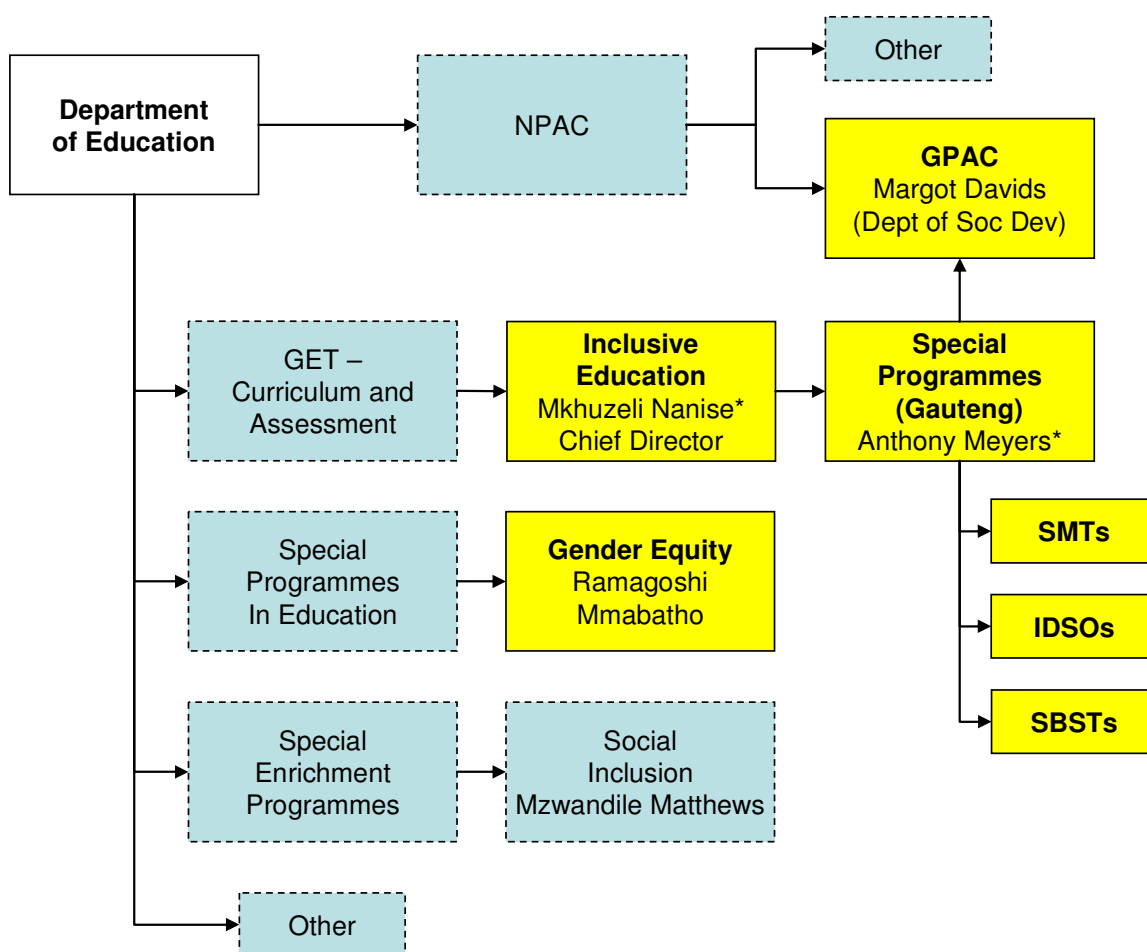 Department
of Education
NPAC
Other
GPAC
Margot Davids
(Dept of Soc Dev)
GET –
Curriculum and
Assessment
Inclusive
Education
Mkhuzeli Nanise*
Chief Director
Special
Programmes
(Gauteng)
Anthony Meyers*
SMTs
IDSOs
SBSTs
Special
Programmes
In Education
Gender Equity
Ramagoshi
Mmabatho
Special
Enrichment
Programmes
Social
Inclusion
Mzwandile Matthews
Other